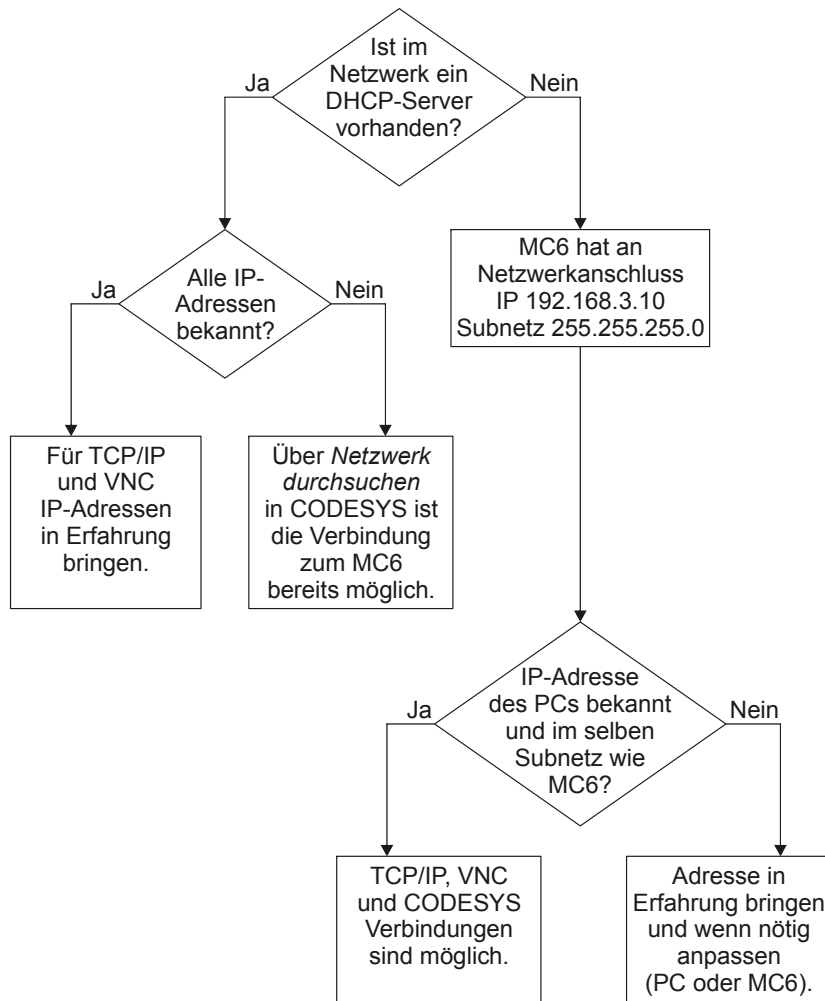 Ist im
Netzwerk ein
DHCP-Server
vorhanden?
Ja
Nein
Alle IP-
Adressen
bekannt?
Ja
Nein
MC6 hat an
Netzwerkanschluss
IP 192.168.3.10
Subnetz 255.255.255.0
Für TCP/IP
und VNC
IP-Adressen
in Erfahrung
bringen.
Über Netzwerk
durchsuchen
in CODESYS ist
die Verbindung
zum MC6
bereits möglich.
IP-Adresse
des PCs bekannt
und im selben
Subnetz wie
MC6?
Ja
Nein
TCP/IP, VNC
und CODESYS
Verbindungen
sind möglich.
Adresse in
Erfahrung bringen
und wenn nötig
anpassen
(PC oder MC6).